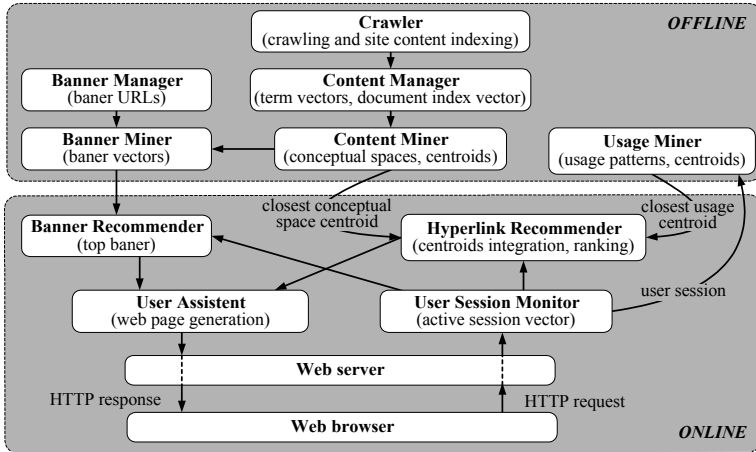 Crawler
(crawling and site content indexing)
OFFLINE
Banner Manager
(baner URLs)
Content Manager
(term vectors, document index vector)
Banner Miner
(baner vectors)
Content Miner
(conceptual spaces, centroids)
Usage Miner
(usage patterns, centroids)
closest conceptual
space centroid
closest usage
centroid
Banner Recommender
(top baner)
Hyperlink Recommender
(centroids integration, ranking)
User Assistent
(web page generation)
User Session Monitor
(active session vector)
user session
Web server
HTTP response
HTTP request
Web browser
ONLINE